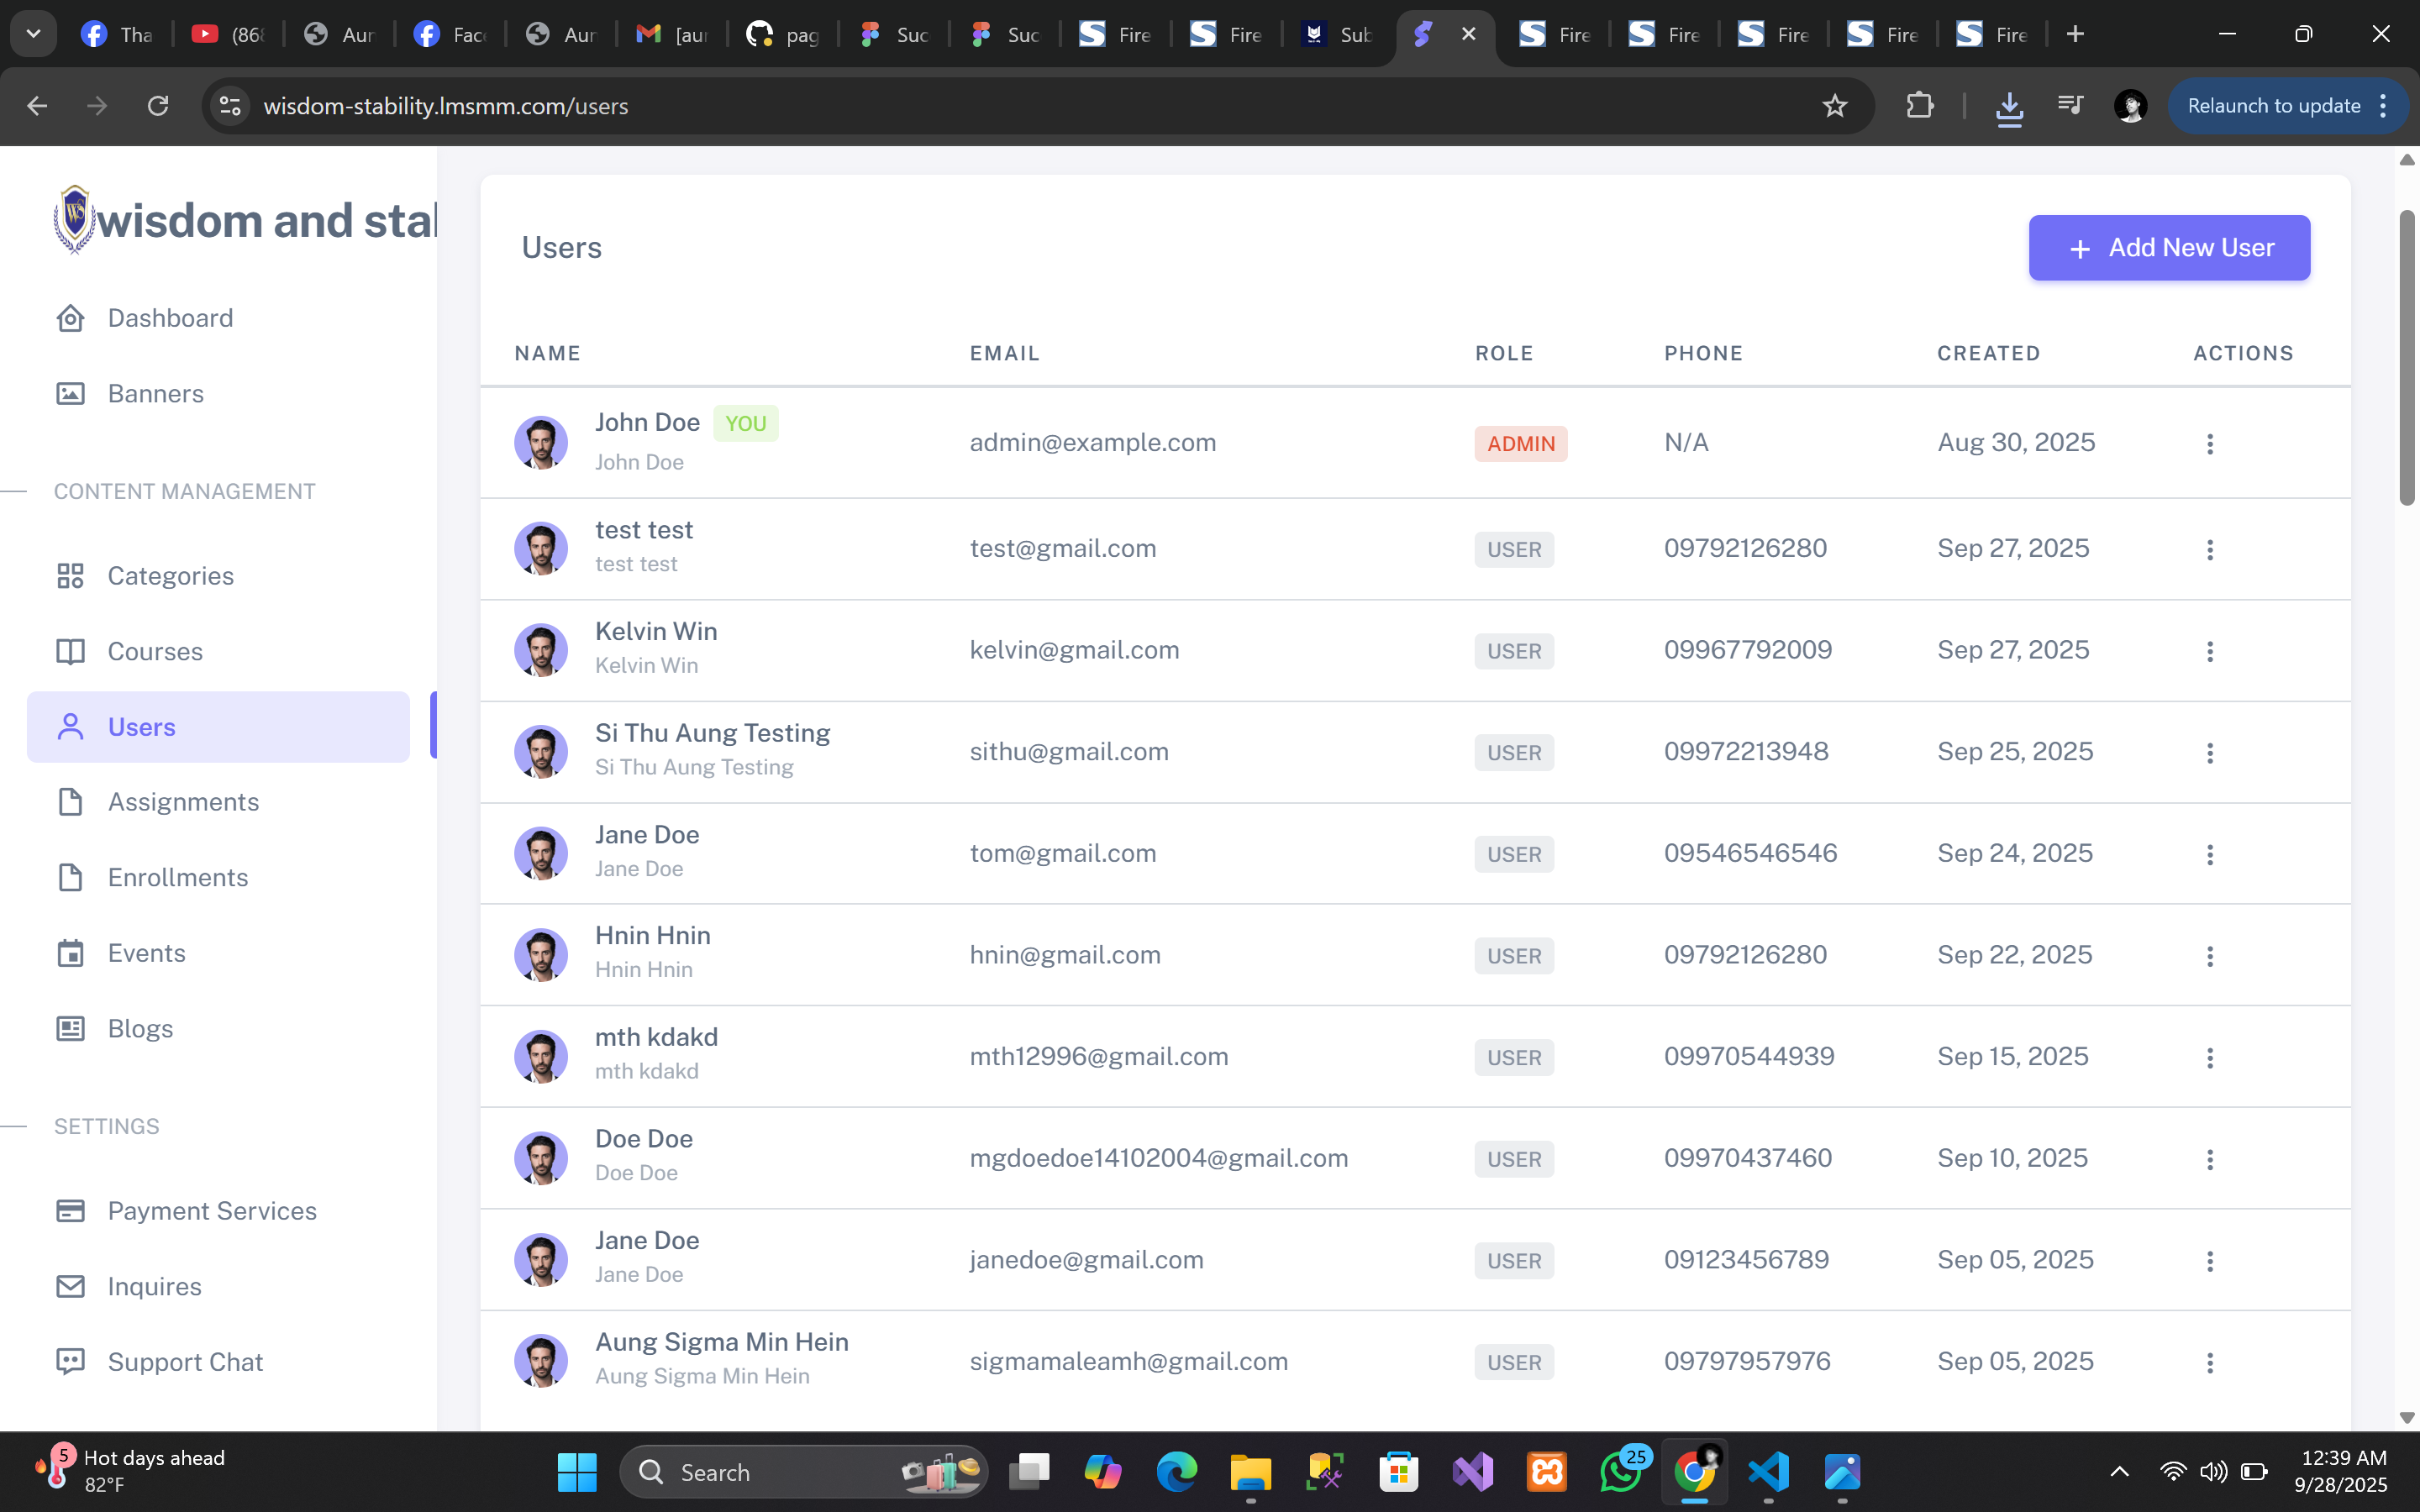 Tha
(868
Aun
Face
Aun
[aun
pag
Suc
Suc
Fire
Fire
Sub
Fire
Fire
Fire
Fire
Fire
wisdom-stability.lmsmm.com/users
Relaunch to update
WS
wisdom and stal
Dashboard
Banners
CONTENT MANAGEMENT
Categories
Courses
Users
Assignments
Enrollments
Events
Blogs
SETTINGS
Payment Services
Inquires
Support Chat
Users
+ Add New User
NAME EMAIL ROLE PHONE CREATED ACTIONS
John Doe YOU
John Doe
admin@example.com ADMIN N/A Aug 30, 2025
test test
test test
test@gmail.com USER 09792126280 Sep 27, 2025
Kelvin Win
Kelvin Win
kelvin@gmail.com USER 09967792009 Sep 27, 2025
Si Thu Aung Testing
Si Thu Aung Testing
sithu@gmail.com USER 09972213948 Sep 25, 2025
Jane Doe
Jane Doe
tom@gmail.com USER 09546546546 Sep 24, 2025
Hnin Hnin
Hnin Hnin
hnin@gmail.com USER 09792126280 Sep 22, 2025
mth kdakd
mth kdakd
mth12996@gmail.com USER 09970544939 Sep 15, 2025
Doe Doe
Doe Doe
mgdoedoe14102004@gmail.com USER 09970437460 Sep 10, 2025
Jane Doe
Jane Doe
janedoe@gmail.com USER 09123456789 Sep 05, 2025
Aung Sigma Min Hein
Aung Sigma Min Hein
sigmamaleamh@gmail.com USER 09797957976 Sep 05, 2025
5
Hot days ahead
82°F
Search
25
12:39 AM
9/28/2025